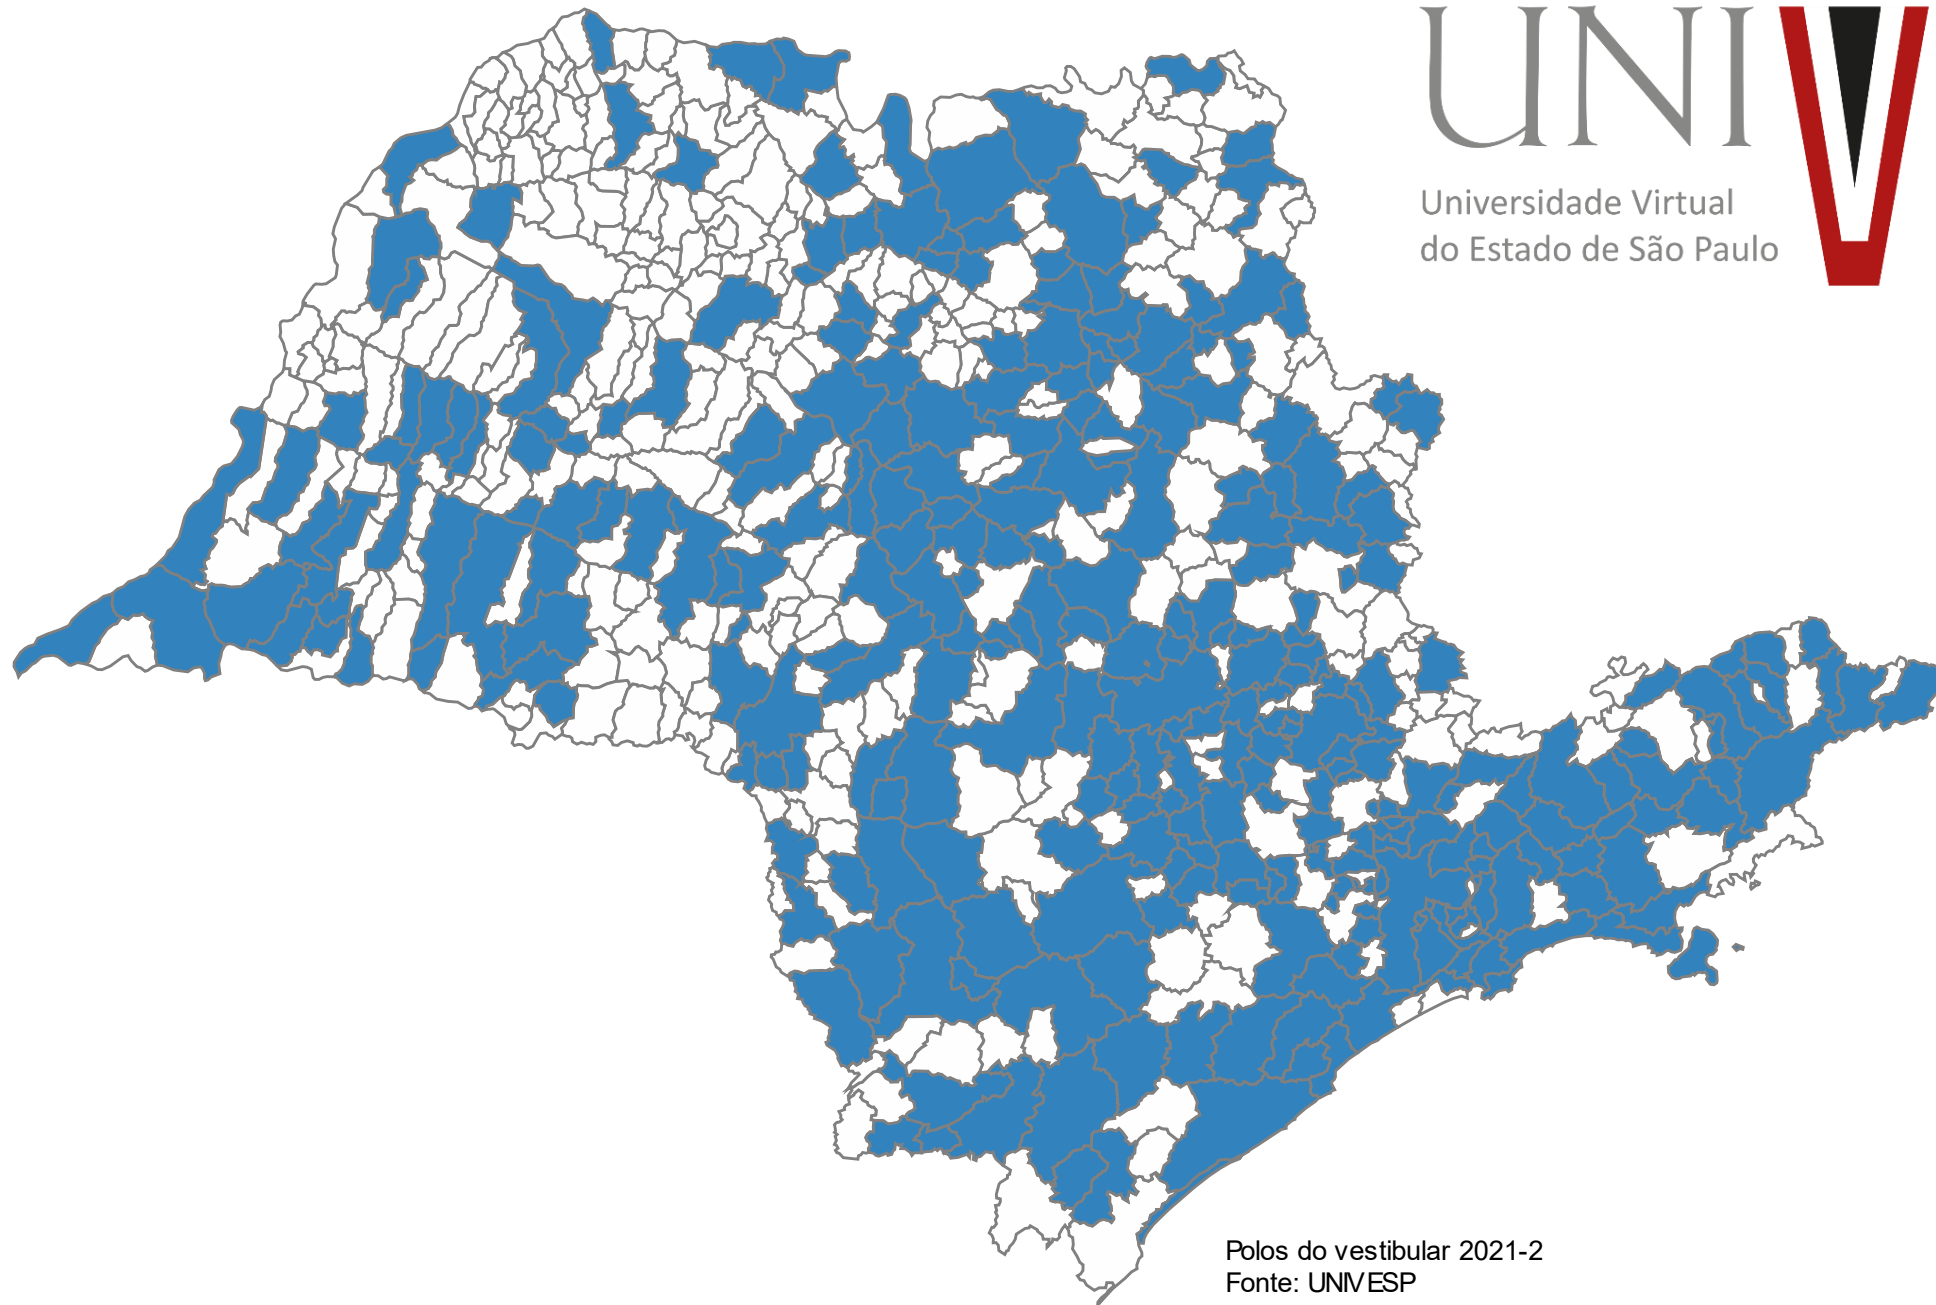 UNIV
Universidade Virtual
do Estado de São Paulo
Polos do vestibular 2021-2
Fonte: UNIVESP